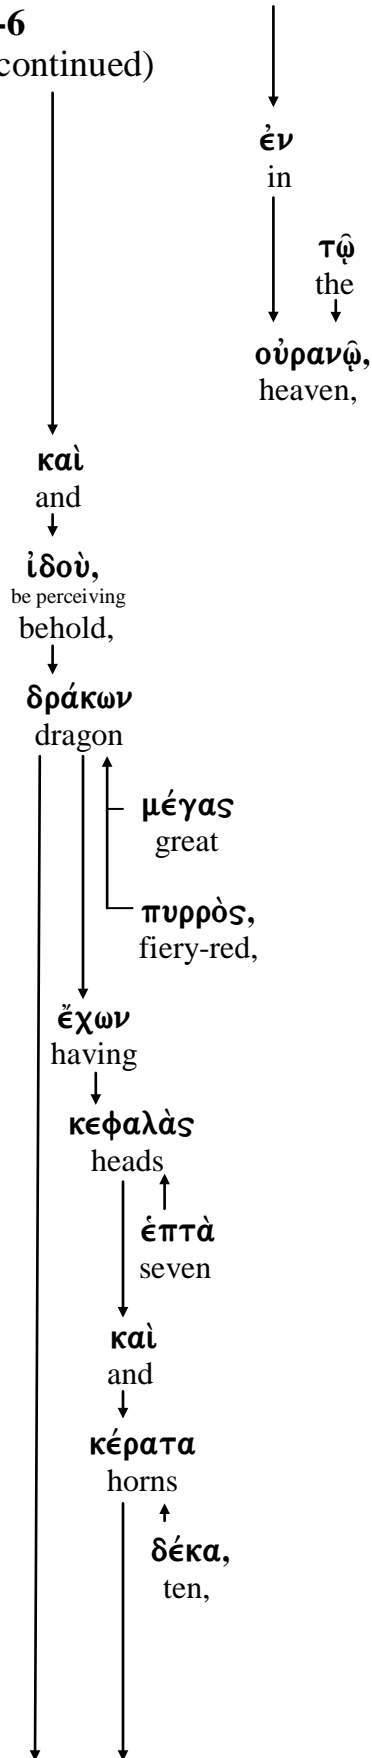 -6
continued)
ἐν
in
τῷ
the
οὐρανῷ,
heaven,
καὶ
and
ἰδοὺ,
be perceiving
behold,
δράκων
dragon
μέγας
great
πυρρὸς,
fiery-red,
ἔχων
having
κεφαλὰς
heads
ἑπτὰ
seven
καὶ
and
κέρατα
horns
δέκα,
ten,